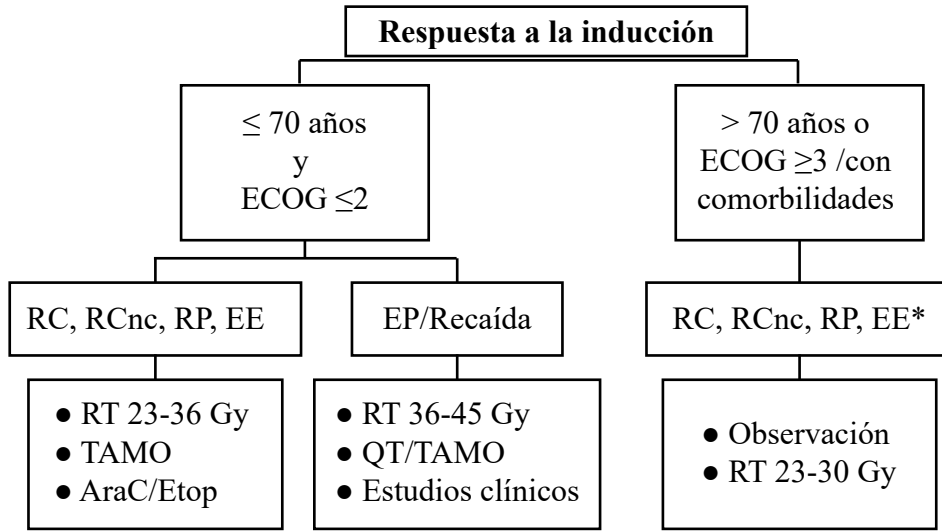 Respuesta a la inducción
≤ 70 años
y
ECOG ≤2
> 70 años o
ECOG ≥3 /con
comorbilidades
RC, RCnc, RP, EE
EP/Recaída
RC, RCnc, RP, EE*
● RT 23-36 Gy
● TAMO
● AraC/Etop
● RT 36-45 Gy
● QT/TAMO
● Estudios clínicos
● Observación
● RT 23-30 Gy